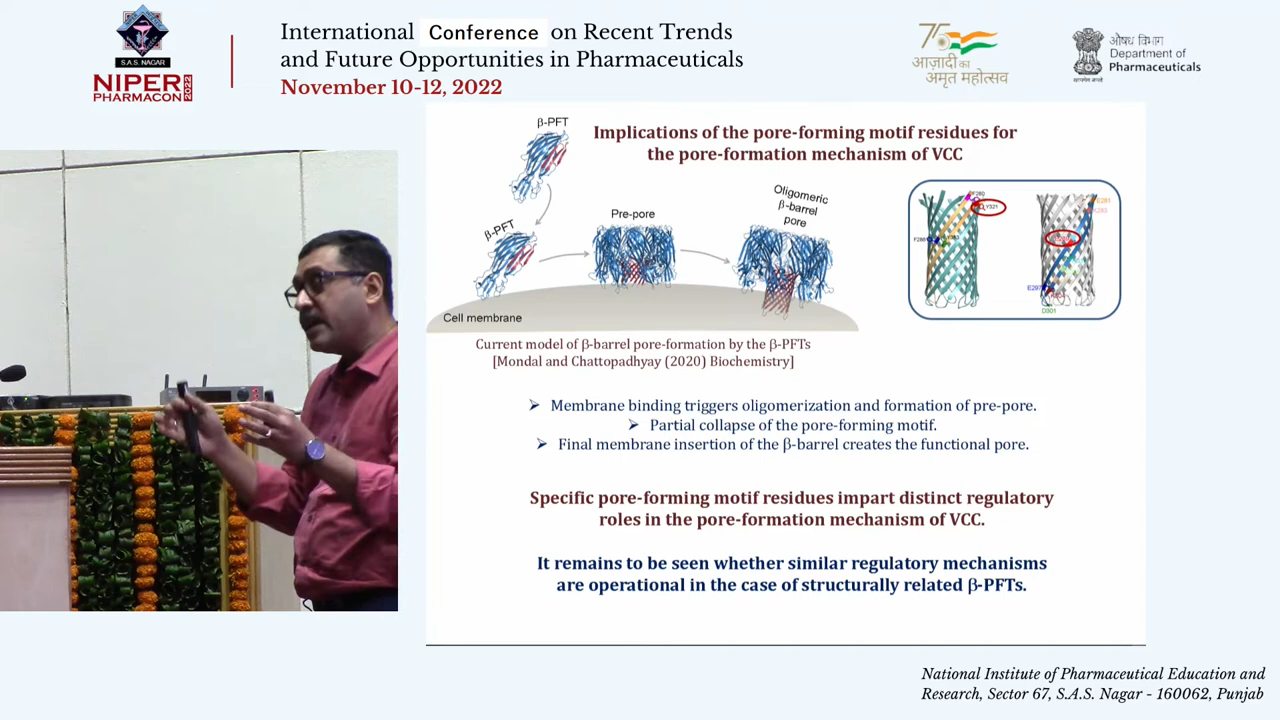 S.A.S. NAGAR
NIPER
PHARMACON 2022
International Conference on Recent Trends
and Future Opportunities in Pharmaceuticals
November 10-12, 2022
75
आज़ादी का
अमृत महोत्सव
औषध विभाग
Department of
Pharmaceuticals
Implications of the pore-forming motif residues for
the pore-formation mechanism of VCC
β-PFT
β-PFT
Pre-pore
Oligomeric
β-barrel
pore
Cell membrane
Y321
E281
E297
D301
Current model of β-barrel pore-formation by the β-PFTs
[Mondal and Chattopadhyay (2020) Biochemistry]
➢ Membrane binding triggers oligomerization and formation of pre-pore.
➢ Partial collapse of the pore-forming motif.
➢ Final membrane insertion of the β-barrel creates the functional pore.
Specific pore-forming motif residues impart distinct regulatory
roles in the pore-formation mechanism of VCC.
It remains to be seen whether similar regulatory mechanisms
are operational in the case of structurally related β-PFTs.
National Institute of Pharmaceutical Education and
Research, Sector 67, S.A.S. Nagar - 160062, Punjab